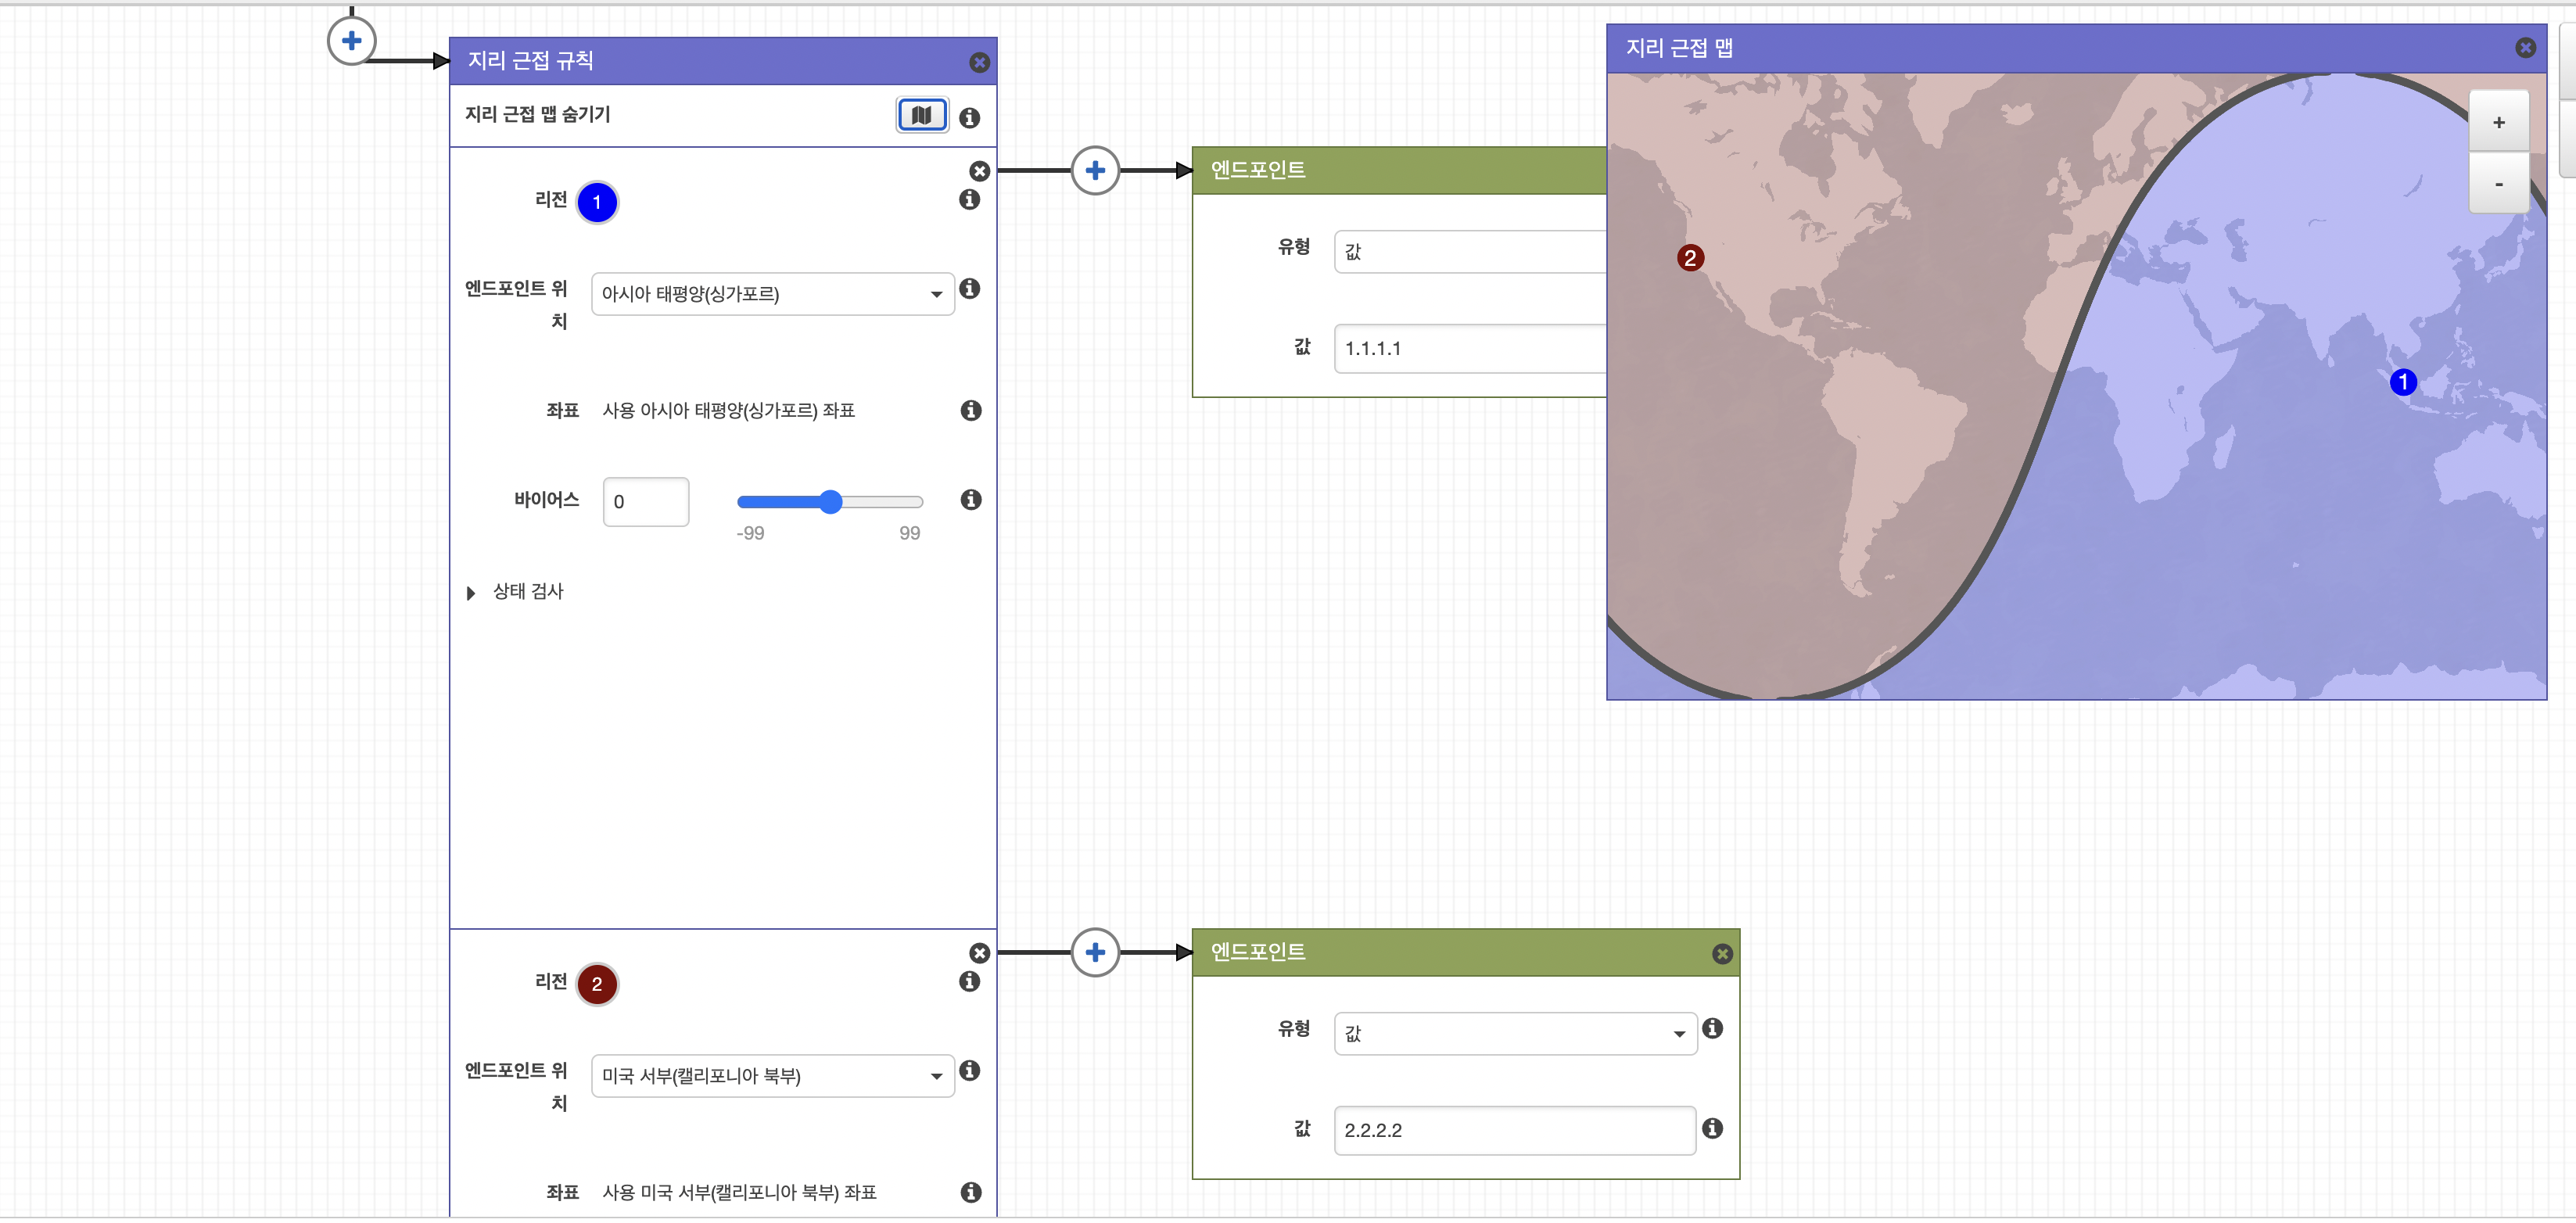 지리 근접 규칙
지리 근접 맵 숨기기
리전 1
엔드포인트 위
치
아시아 태평양(싱가포르)
좌표 사용 아시아 태평양(싱가포르) 좌표
바이어스 0
-99 99
상태 검사
리전 2
엔드포인트 위
치
미국 서부(캘리포니아 북부)
좌표 사용 미국 서부(캘리포니아 북부) 좌표
엔드포인트
유형 값
값 1.1.1.1
엔드포인트
유형 값
값 2.2.2.2
지리 근접 맵
+
-
2
1